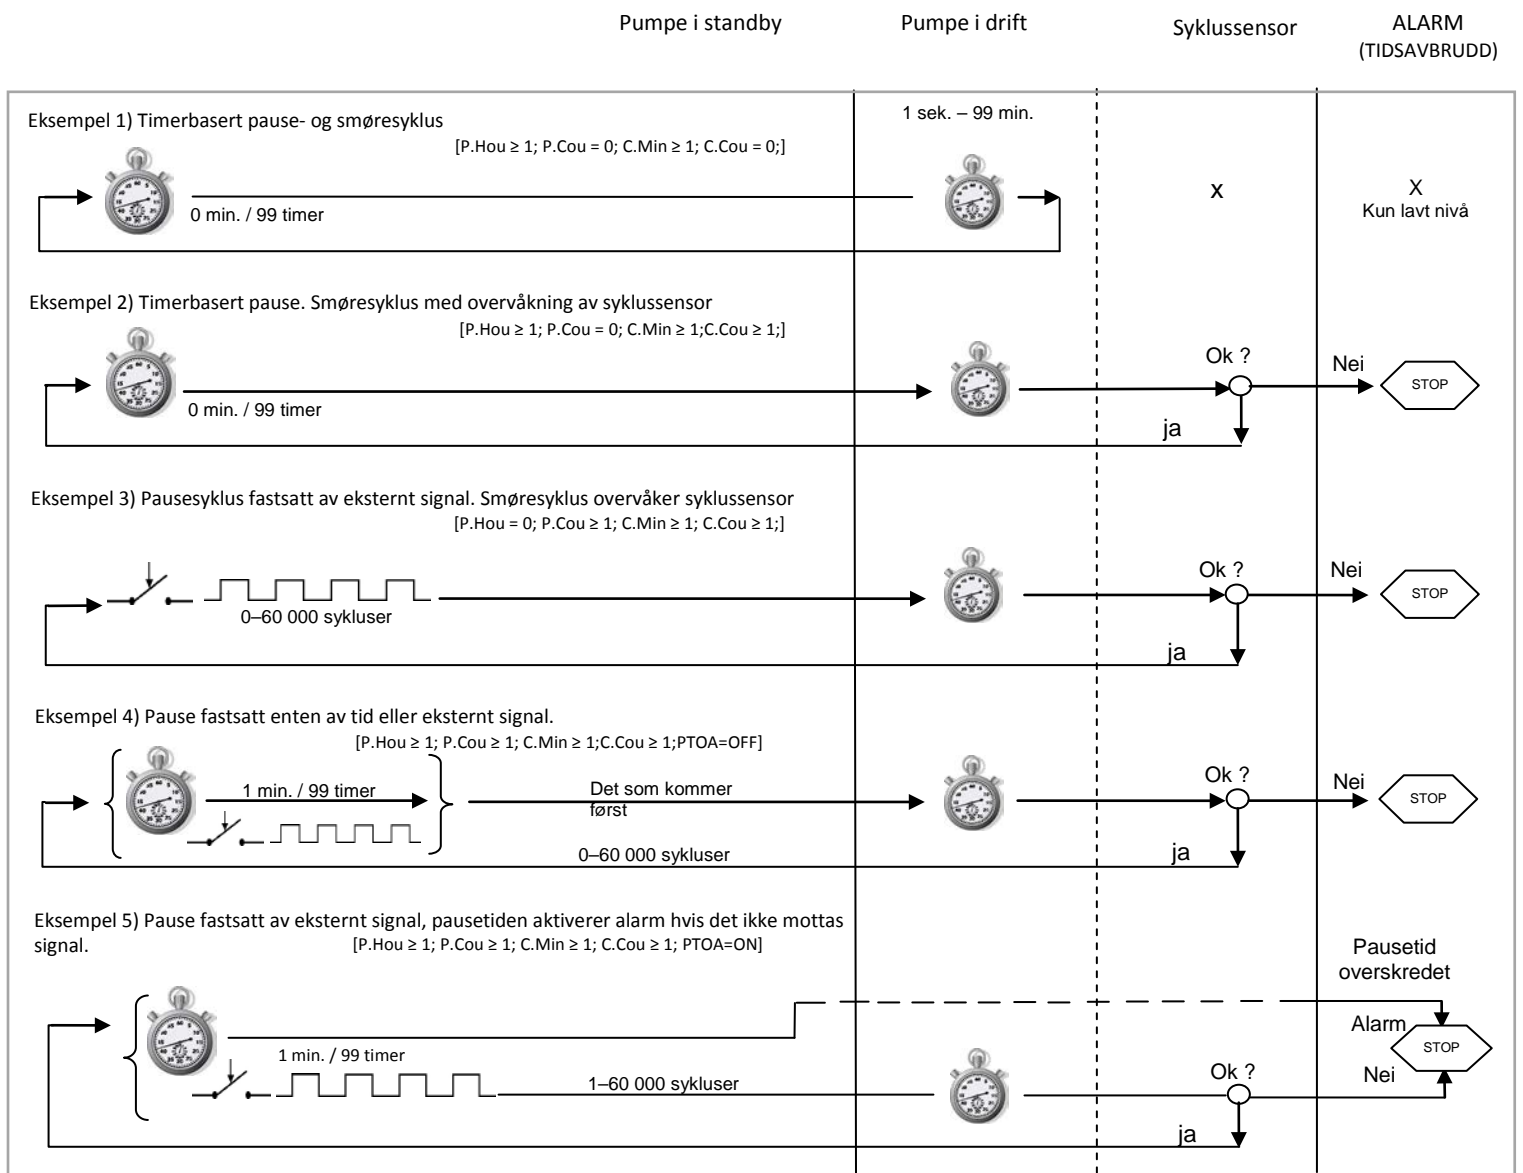 Pumpe i standby
Pumpe i drift
Syklussensor
ALARM
(TIDSAVBRUDD)
Eksempel 1) Timerbasert pause- og smøresyklus
[P.Hou ≥ 1; P.Cou = 0; C.Min ≥ 1; C.Cou = 0;]
1 sek. – 99 min.
0 min. / 99 timer
x
X
Kun lavt nivå
Eksempel 2) Timerbasert pause. Smøresyklus med overvåkning av syklussensor
[P.Hou ≥ 1; P.Cou = 0; C.Min ≥ 1;C.Cou ≥ 1;]
0 min. / 99 timer
Ok ?
Nei
STOP
ja
Eksempel 3) Pausesyklus fastsatt av eksternt signal. Smøresyklus overvåker syklussensor
[P.Hou = 0; P.Cou ≥ 1; C.Min ≥ 1; C.Cou ≥ 1;]
0–60 000 sykluser
Ok ?
Nei
STOP
ja
Eksempel 4) Pause fastsatt enten av tid eller eksternt signal.
[P.Hou ≥ 1; P.Cou ≥ 1; C.Min ≥ 1;C.Cou ≥ 1;PTOA=OFF]
1 min. / 99 timer
Det som kommer
først
0–60 000 sykluser
Ok ?
Nei
STOP
ja
Eksempel 5) Pause fastsatt av eksternt signal, pausetiden aktiverer alarm hvis det ikke mottas
signal.
[P.Hou ≥ 1; P.Cou ≥ 1; C.Min ≥ 1; C.Cou ≥ 1; PTOA=ON]
Pausetid
overskredet
Alarm
STOP
1 min. / 99 timer
1–60 000 sykluser
Ok ?
Nei
ja